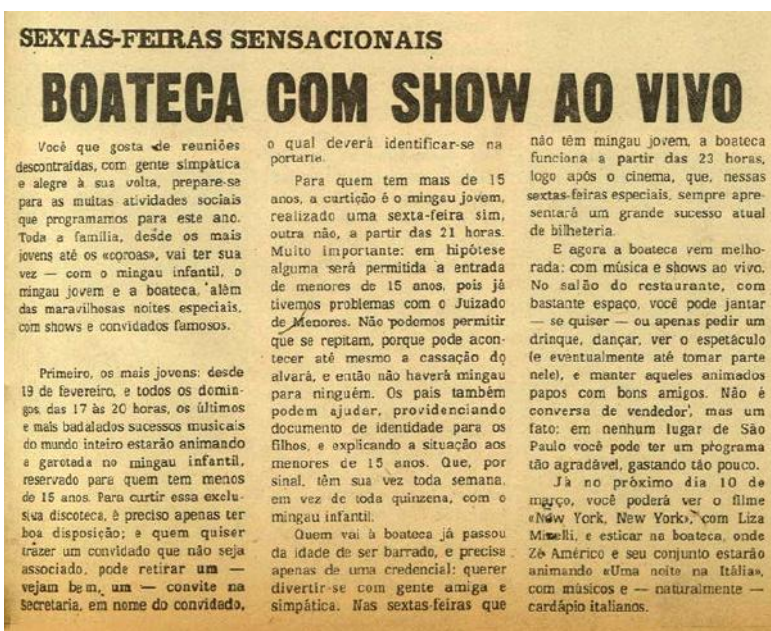 SEXTAS-FEIRAS SENSACIONAIS
BOATECA COM SHOW AO VIVO
Você que gosta de reuniões
descontraídas, com gente simpática
e alegre à sua volta, prepare-se
para as muitas atividades sociais
que programamos para este ano.
Toda a família, desde os mais
jovens até os «coroas», vai ter sua
vez — com o mingau infantil, o
mingau jovem e a boateca, além
das maravilhosas noites especiais,
com shows e convidados famosos.
Primeiro, os mais jovens: desde
19 de fevereiro, e todos os domin-
gos, das 17 às 20 horas, os últimos
e mais badalados sucessos musicais
do mundo inteiro estarão animando
a garotada no mingau infantil,
reservado para quem tem menos
de 15 anos. Para curtir essa exclu-
siva discoteca, é preciso apenas ter
boa disposição; e quem quiser
trazer um convidado que não seja
associado, pode retirar um —
vejam bem, um — convite na
Secretaria, em nome do convidado,
o qual deverá identificar-se na
portaria.
Para quem tem mais de 15
anos, a curtição é o mingau jovem,
realizado uma sexta-feira sim,
outra não, a partir das 21 horas.
Muito importante: em hipótese
alguma será permitida a entrada
de menores de 15 anos, pois já
tivemos problemas com o Juizado
de Menores. Não podemos permitir
que se repitam, porque pode acon-
tecer até mesmo a cassação do
alvará, e então não haverá mingau
para ninguém. Os pais também
podem ajudar, providenciando
documento de identidade para os
filhos, e explicando a situação aos
menores de 15 anos. Que, por
sinal, têm sua vez toda semana,
em vez de toda quinzena, com o
mingau infantil.
Quem vai à boateca já passou
da idade de ser barrado, e precisa
apenas de uma credencial: querer
divertir-se com gente amiga e
simpática. Nas sextas-feiras que
não têm mingau jovem, a boateca
funciona a partir das 23 horas,
logo após o cinema, que, nessas
sextas-feiras especiais, sempre apre-
sentará um grande sucesso atual
de bilheteria.
E agora a boateca vem melho-
rada: com música e shows ao vivo.
No salão do restaurante, com
bastante espaço, você pode jantar
— se quiser — ou apenas pedir um
drinque, dançar, ver o espetáculo
(e eventualmente até tomar parte
nele), e manter aqueles animados
papos com bons amigos. Não é
conversa de vendedor, mas um
fato: em nenhum lugar de São
Paulo você pode ter um programa
tão agradável, gastando tão pouco.
Já no próximo dia 10 de
março, você poderá ver o filme
«New York, New York», com Liza
Minelli, e esticar na boateca, onde
Zé Américo e seu conjunto estarão
animando «Uma noite na Itália»,
com músicos e — naturalmente —
cardápio italianos.